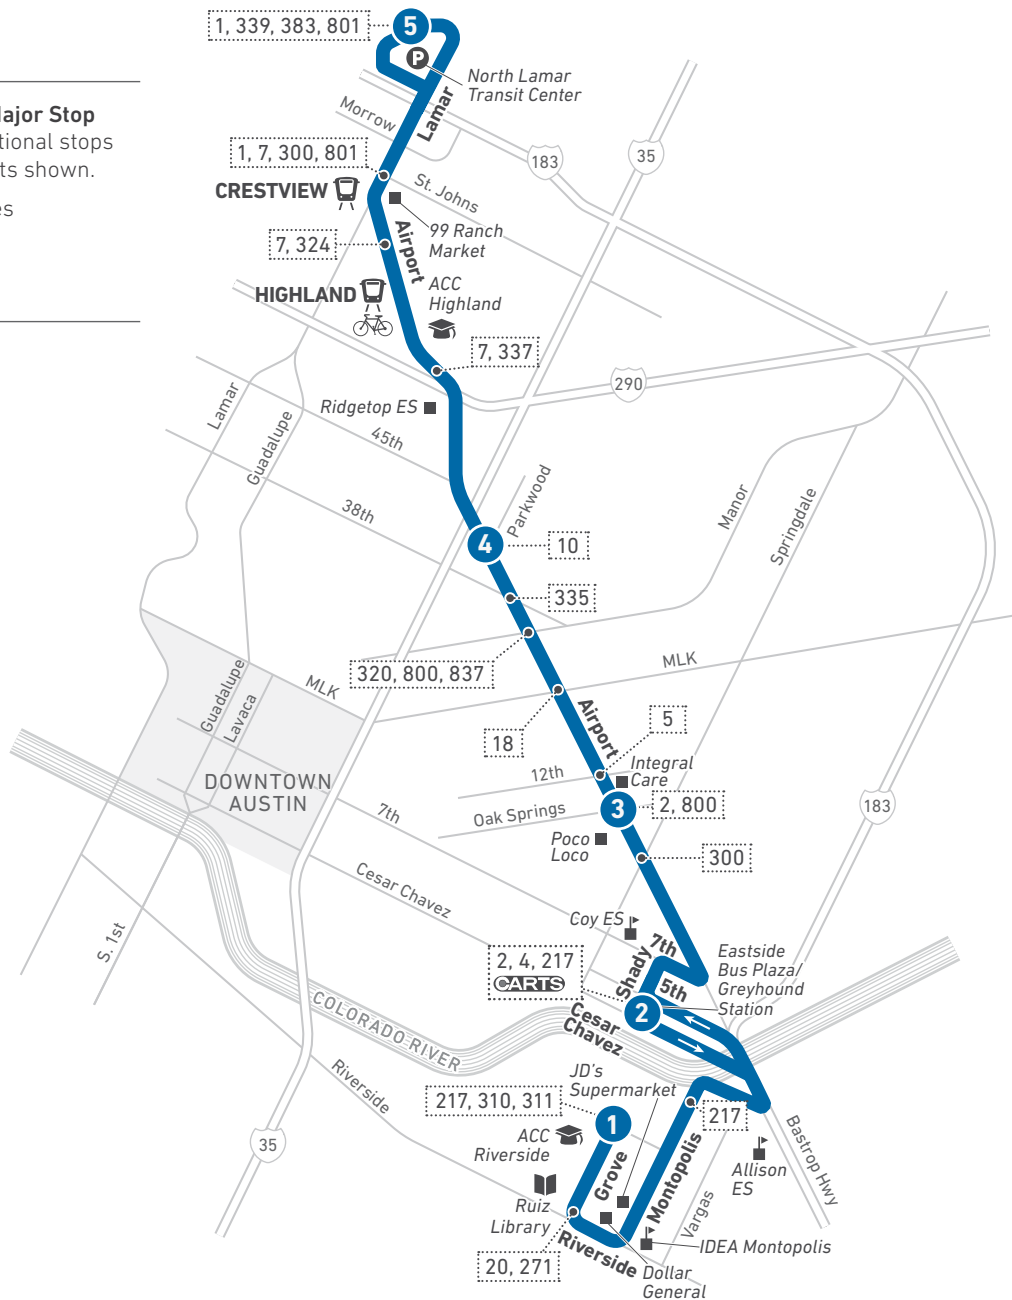 1, 339, 383, 801
5
P
North Lamar
Transit Center
Major Stop
tional stops
ts shown.
es
Morrow
Lamar
183
35
1, 7, 300, 801
CRESTVIEW
St. Johns
99 Ranch
Market
7, 324
Airport
HIGHLAND
ACC
Highland
7, 337
290
Ridgetop ES
Lamar
Guadalupe
45th
38th
Parkwood
Manor
Springdale
4
10
335
320, 800, 837
MLK
MLK
Guadalupe
Lavaca
18
Airport
5
12th
Integral
Care
DOWNTOWN
AUSTIN
Oak Springs
3
2, 800
183
7th
Poco
Loco
300
Cesar Chavez
Coy ES
S. 1st
7th
Shady
5th
Eastside
Bus Plaza/
Greyhound
Station
2, 4, 217
CARTS
2
Cesar
Chavez
COLORADO RIVER
Riverside
JD's
Supermarket
217, 310, 311
1
217
ACC
Riverside
Grove
Montopolis
Bastrop Hwy
35
Allison
ES
Ruiz
Library
Vargas
20, 271
Riverside
IDEA Montopolis
Dollar
General